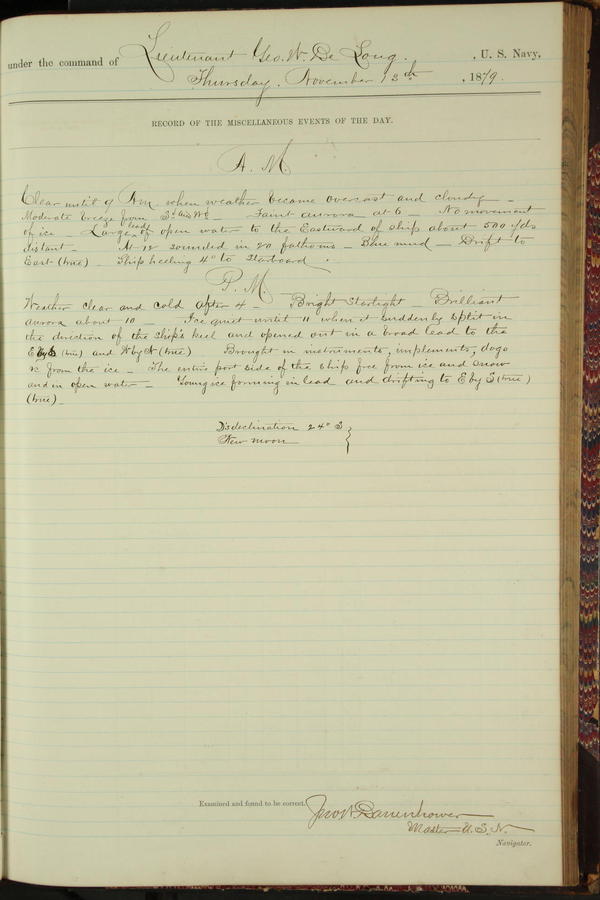 under the command of Lieutenant Geo. W. De Long., U. S. Navy,
Thursday, November 13th, 1879.
RECORD OF THE MISCELLANEOUS EVENTS OF THE DAY.
A. M.
Clear until 9 A.M. when weather became overcast and cloudy —
Moderate breeze from Sd and Wd — Faint aurora at 6 — No movement
of ice — Large lead of open water to the Eastward of ship about 500 yds
distant — At 12 sounded in 20 fathoms — Blue mud — Drift to
East (true) — Ship heeling 4° to starboard.
P. M.
Weather clear and cold after 4 — Bright Starlight — Brilliant
aurora about 10 — Ice quiet until 11 when it suddenly split in
the direction of the ship's keel and opened out in a broad lead to the
E (true) and W by N (true) Brought in instruments, implements, dogs
&c from the ice — The entire port side of the ship free from ice and snow
and in open water — Young ice forming in lead and drifting to E by S (true)
(true) —
D's declination 24° S
New moon
Examined and found to be correct. Jno W Danenhower
Master U. S. N.
Navigator.